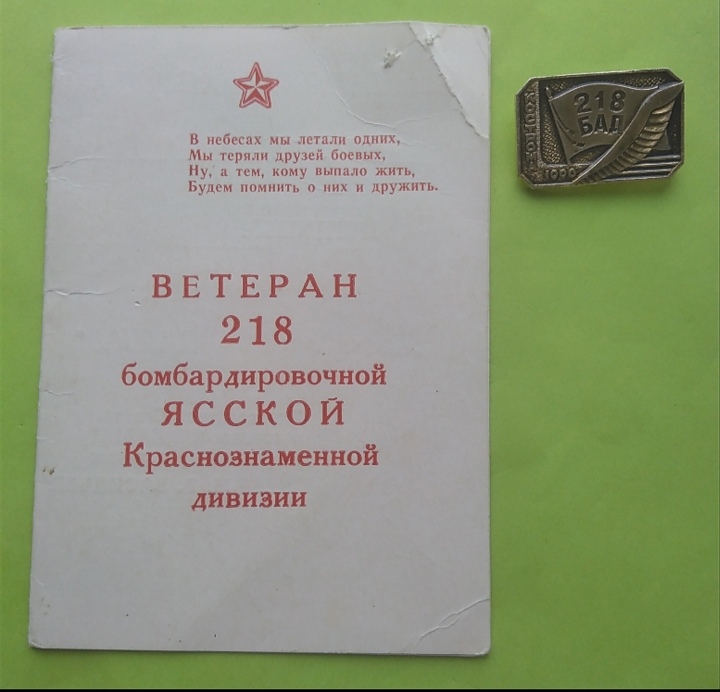 В небесах мы летали одних,
Мы теряли друзей боевых,
Ну, а тем, кому выпало жить,
Будем помнить о них и дружить.
ВЕТЕРАН
218
бомбардировочной
ЯССКОЙ
Краснознаменной
дивизии
218
БАД
1990